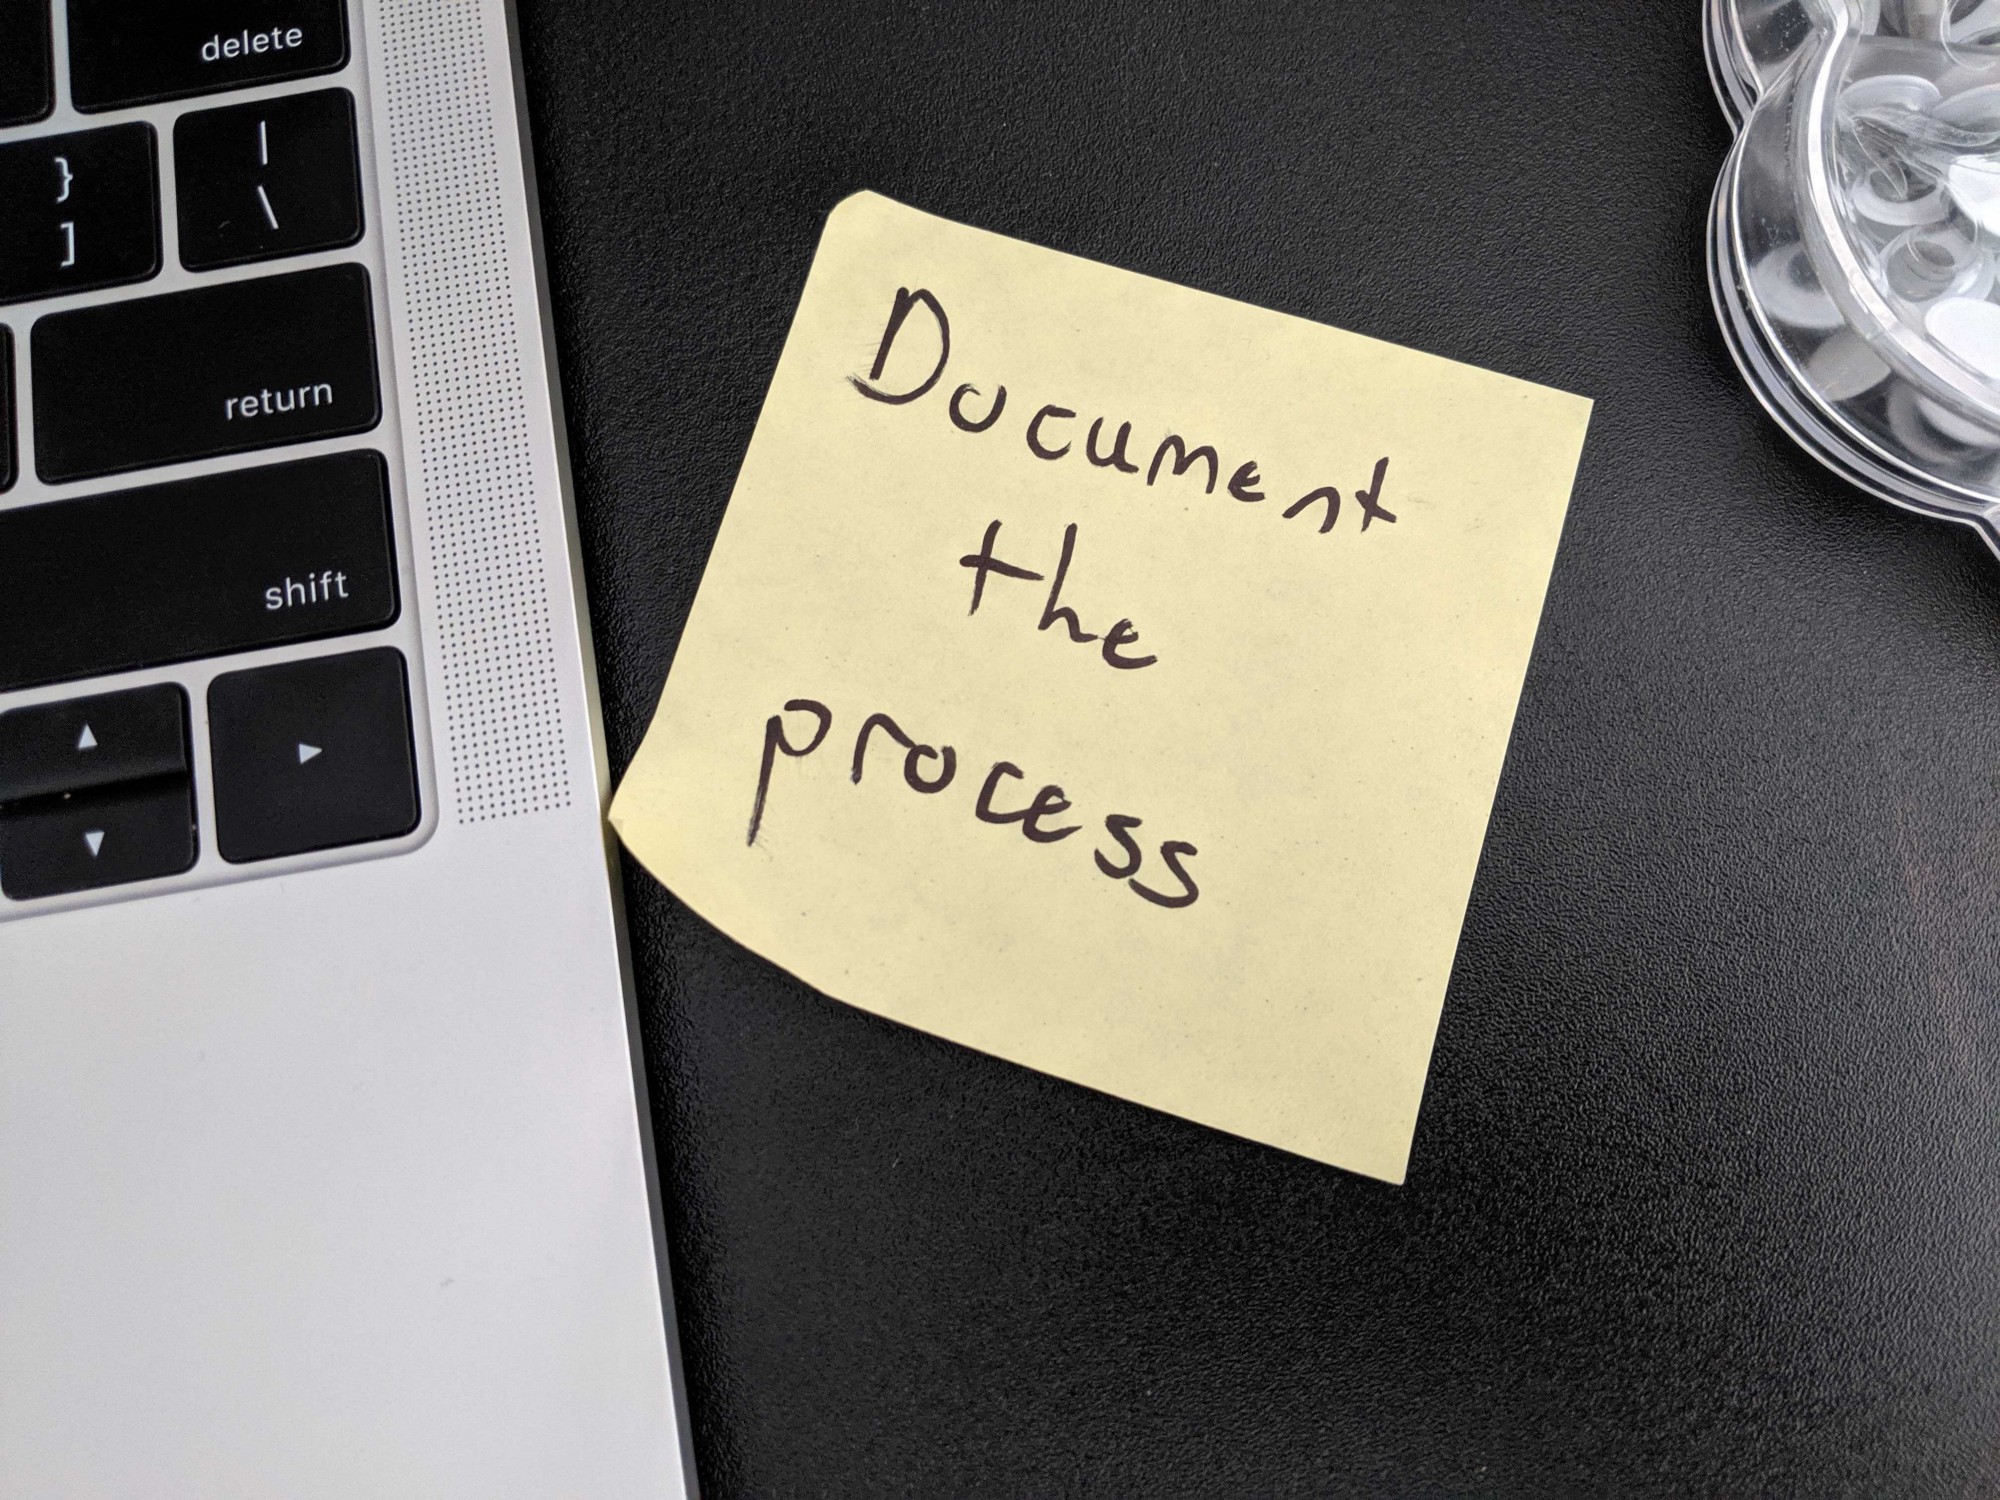 delete
}
]
|
\
return
shift
▲
►
▼
Document
the
process